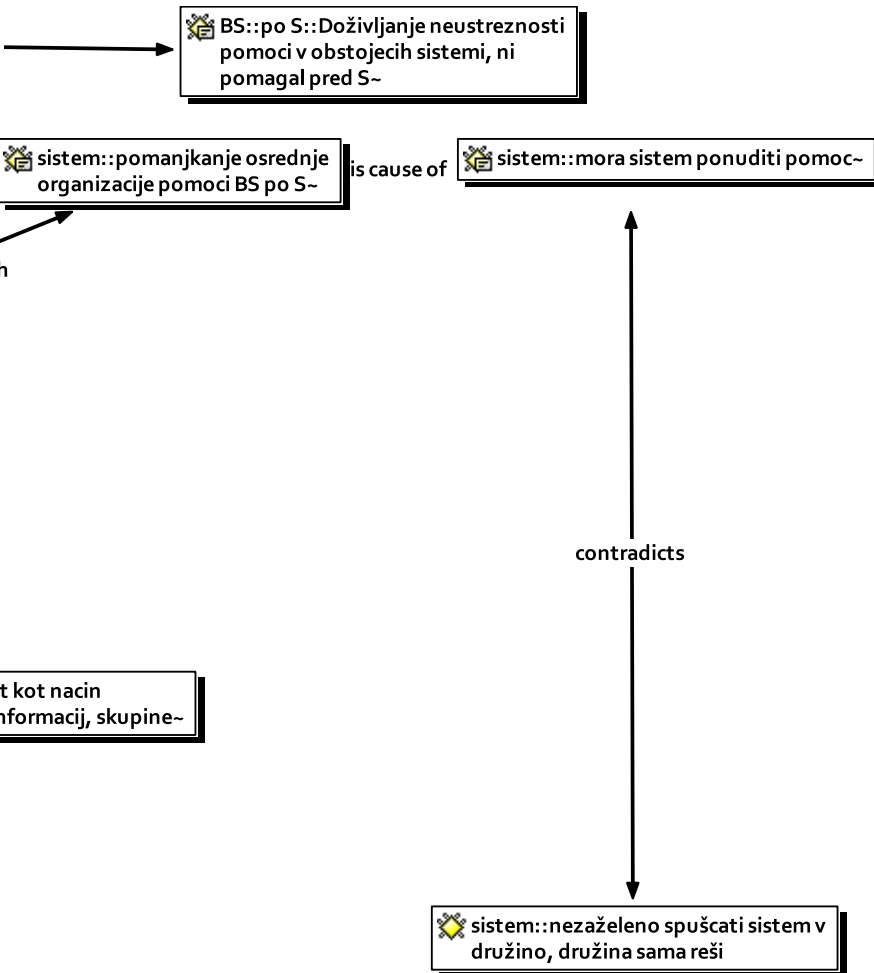 BS::po S::Doživljanje neustreznosti
pomoci v obstojecih sistemi, ni
pomagal pred S~
sistem::pomanjkanje osrednje
organizacije pomoci BS po S~
is cause of
sistem::mora sistem ponuditi pomoc~
h
contradicts
t kot nacin
nformacij, skupine~
sistem::nezaželeno spušcati sistem v
družino, družina sama reši